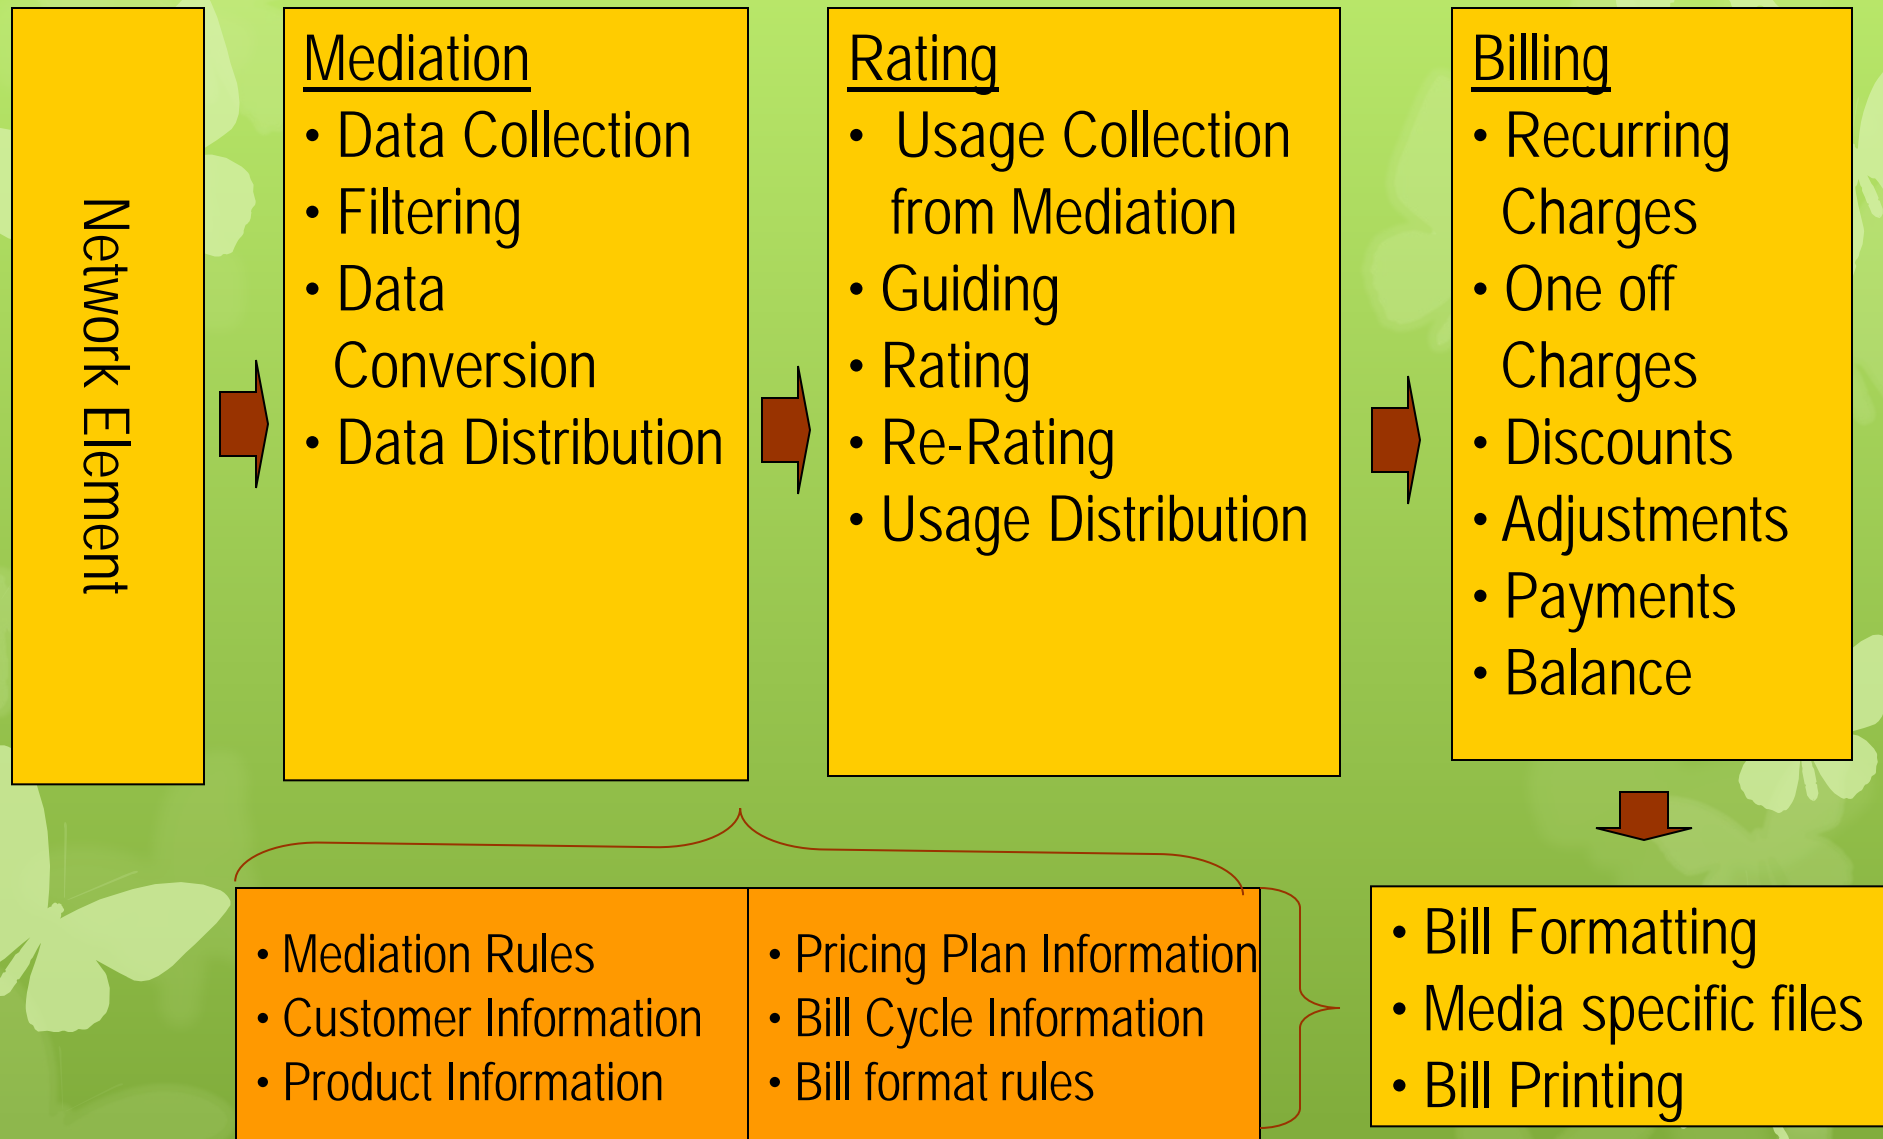 Network Element
Mediation
• Data Collection
• Filtering
• Data
Conversion
• Data Distribution
Rating
• Usage Collection
from Mediation
• Guiding
• Rating
• Re-Rating
• Usage Distribution
Billing
• Recurring
Charges
• One off
Charges
• Discounts
• Adjustments
• Payments
• Balance
• Mediation Rules
• Customer Information
• Product Information
• Pricing Plan Information
• Bill Cycle Information
• Bill format rules
• Bill Formatting
• Media specific files
• Bill Printing